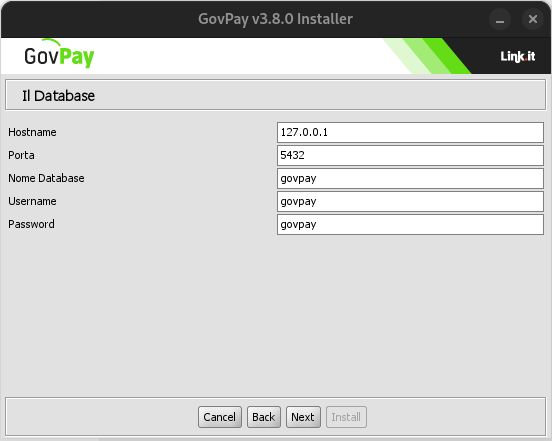 GovPay v3.8.0 Installer
GovPay
Link.it
Il Database
Hostname 127.0.0.1
Porta 5432
Nome Database govpay
Username govpay
Password govpay
Cancel Back Next Install